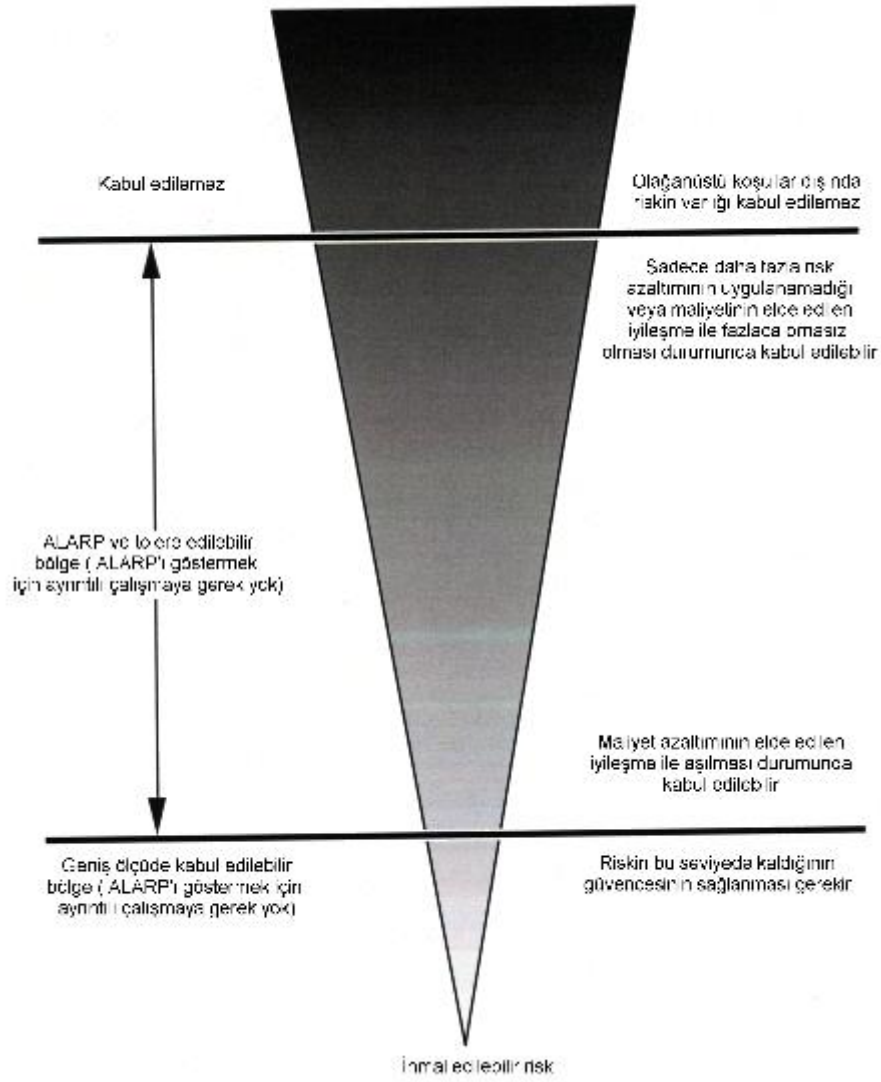 Kabul edilemez
Olağanüstü koşullar dışında
riskin varlığı kabul edilemez
Sadece daha fazla risk
azaltımının uygulanamadığı
veya maliyetinin elde edilen
iyileşme ile fazlaca ornasız
olması durumunda kabul edilebilir
ALARP ve tolere edilebilir
bölge ( ALARP'ı göstermek
için ayrıntılı çalışmaya gerek yok)
Maliyet azaltımının elde edilen
iyileşme ile aşılması durumunda
kabul edilebilir
Geniş ölçüde kabul edilebilir
bölge ( ALARP'ı göstermek için
ayrıntılı çalışmaya gerek yok)
Riskin bu seviyede kaldığının
güvencesinin sağlanması gerekir
İhmal edilebilir risk